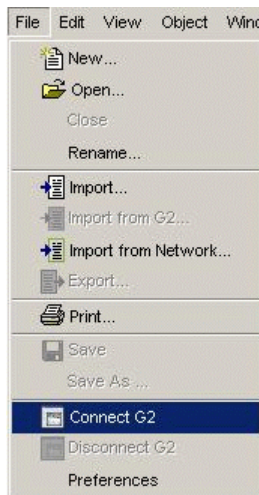 File Edit View Object Wind
New...
Open...
Close
Rename...
Import...
Import from G2...
Import from Network...
Export...
Print...
Save
Save As ...
Connect G2
Disconnect G2
Preferences